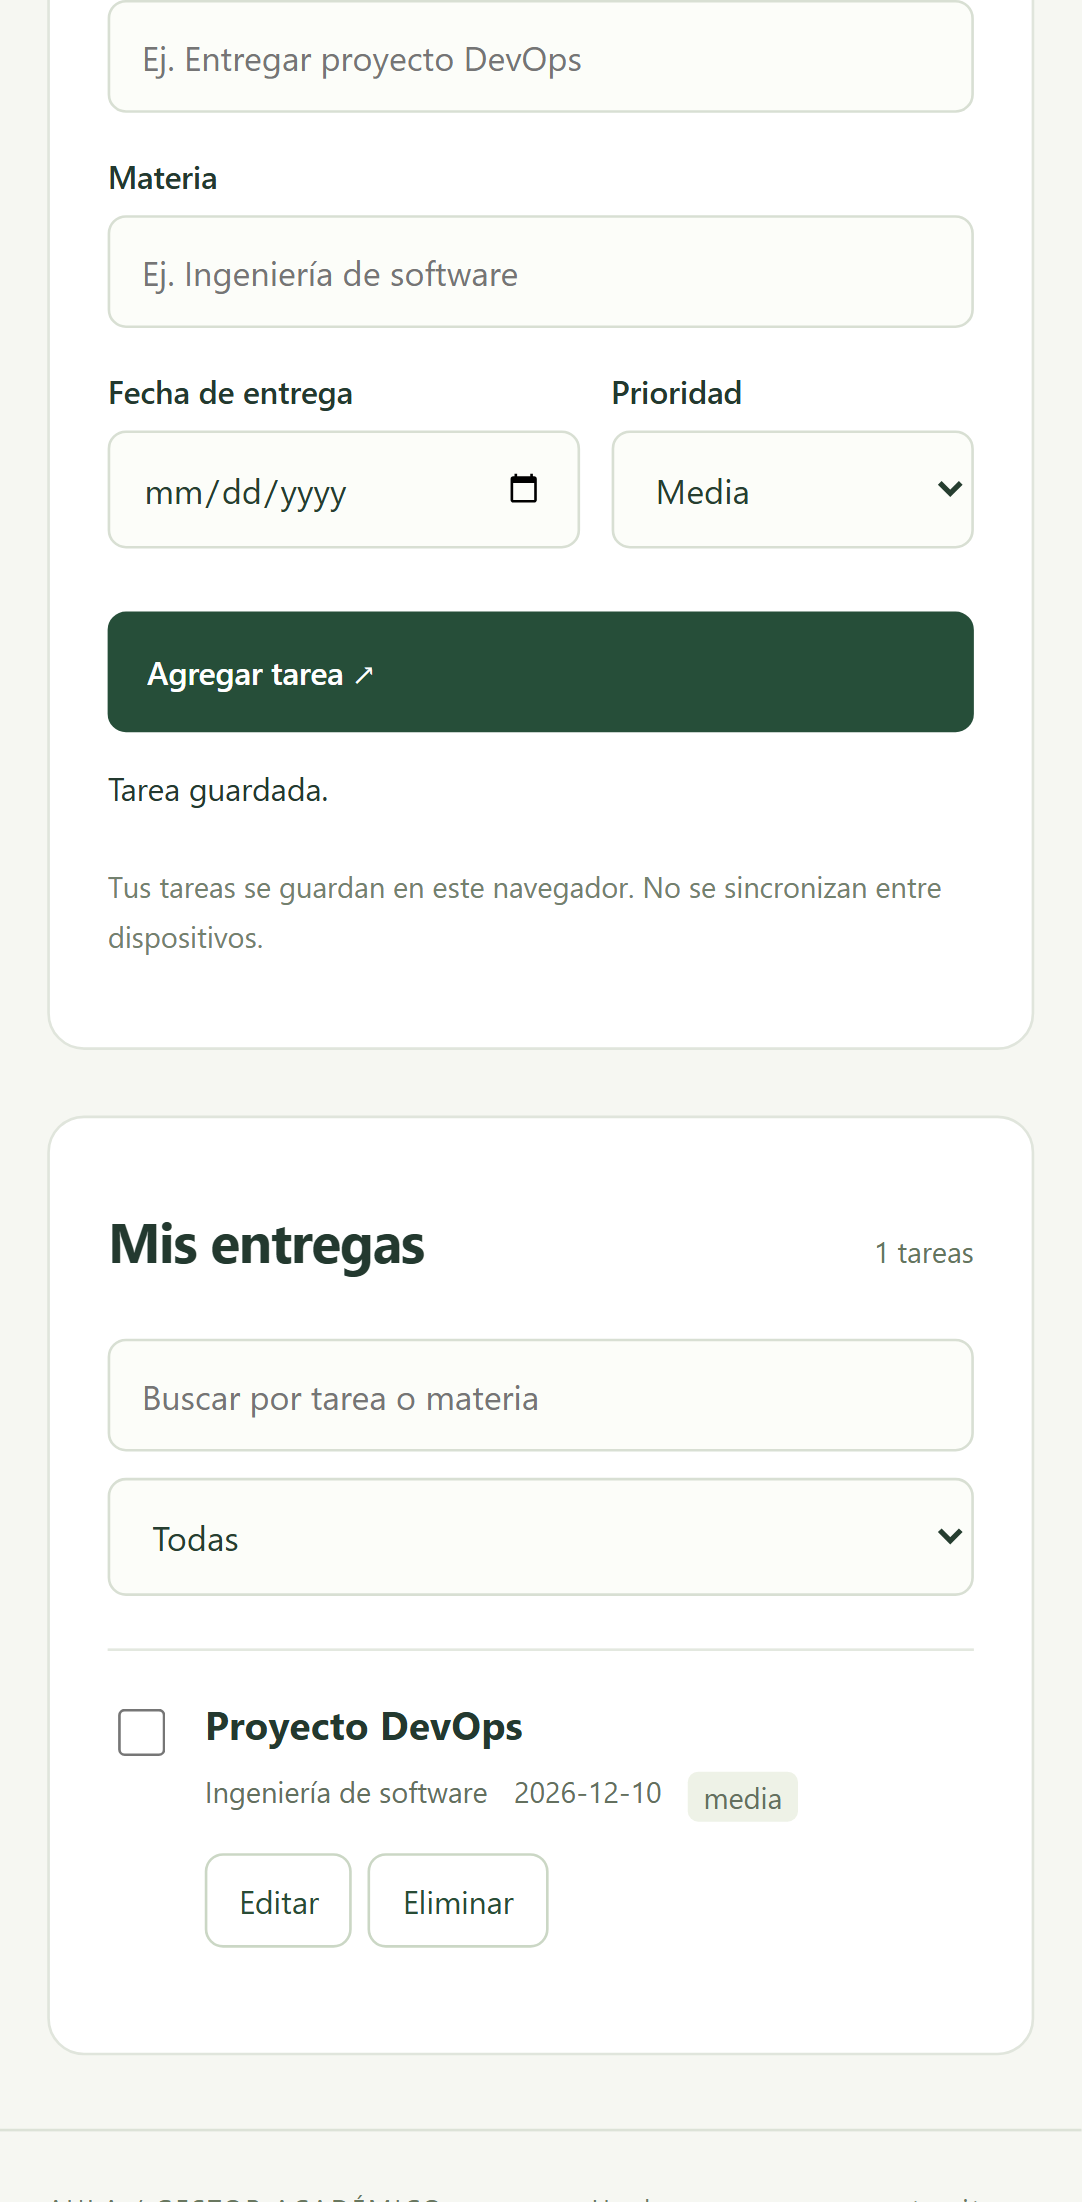 Ej. Entregar proyecto DevOps
Materia
Ej. Ingeniería de software
Fecha de entrega Prioridad
mm/dd/yyyy Media
Agregar tarea ↗
Tarea guardada.
Tus tareas se guardan en este navegador. No se sincronizan entre
dispositivos.
Mis entregas 1 tareas
Buscar por tarea o materia
Todas
Proyecto DevOps
Ingeniería de software 2026-12-10 media
Editar Eliminar